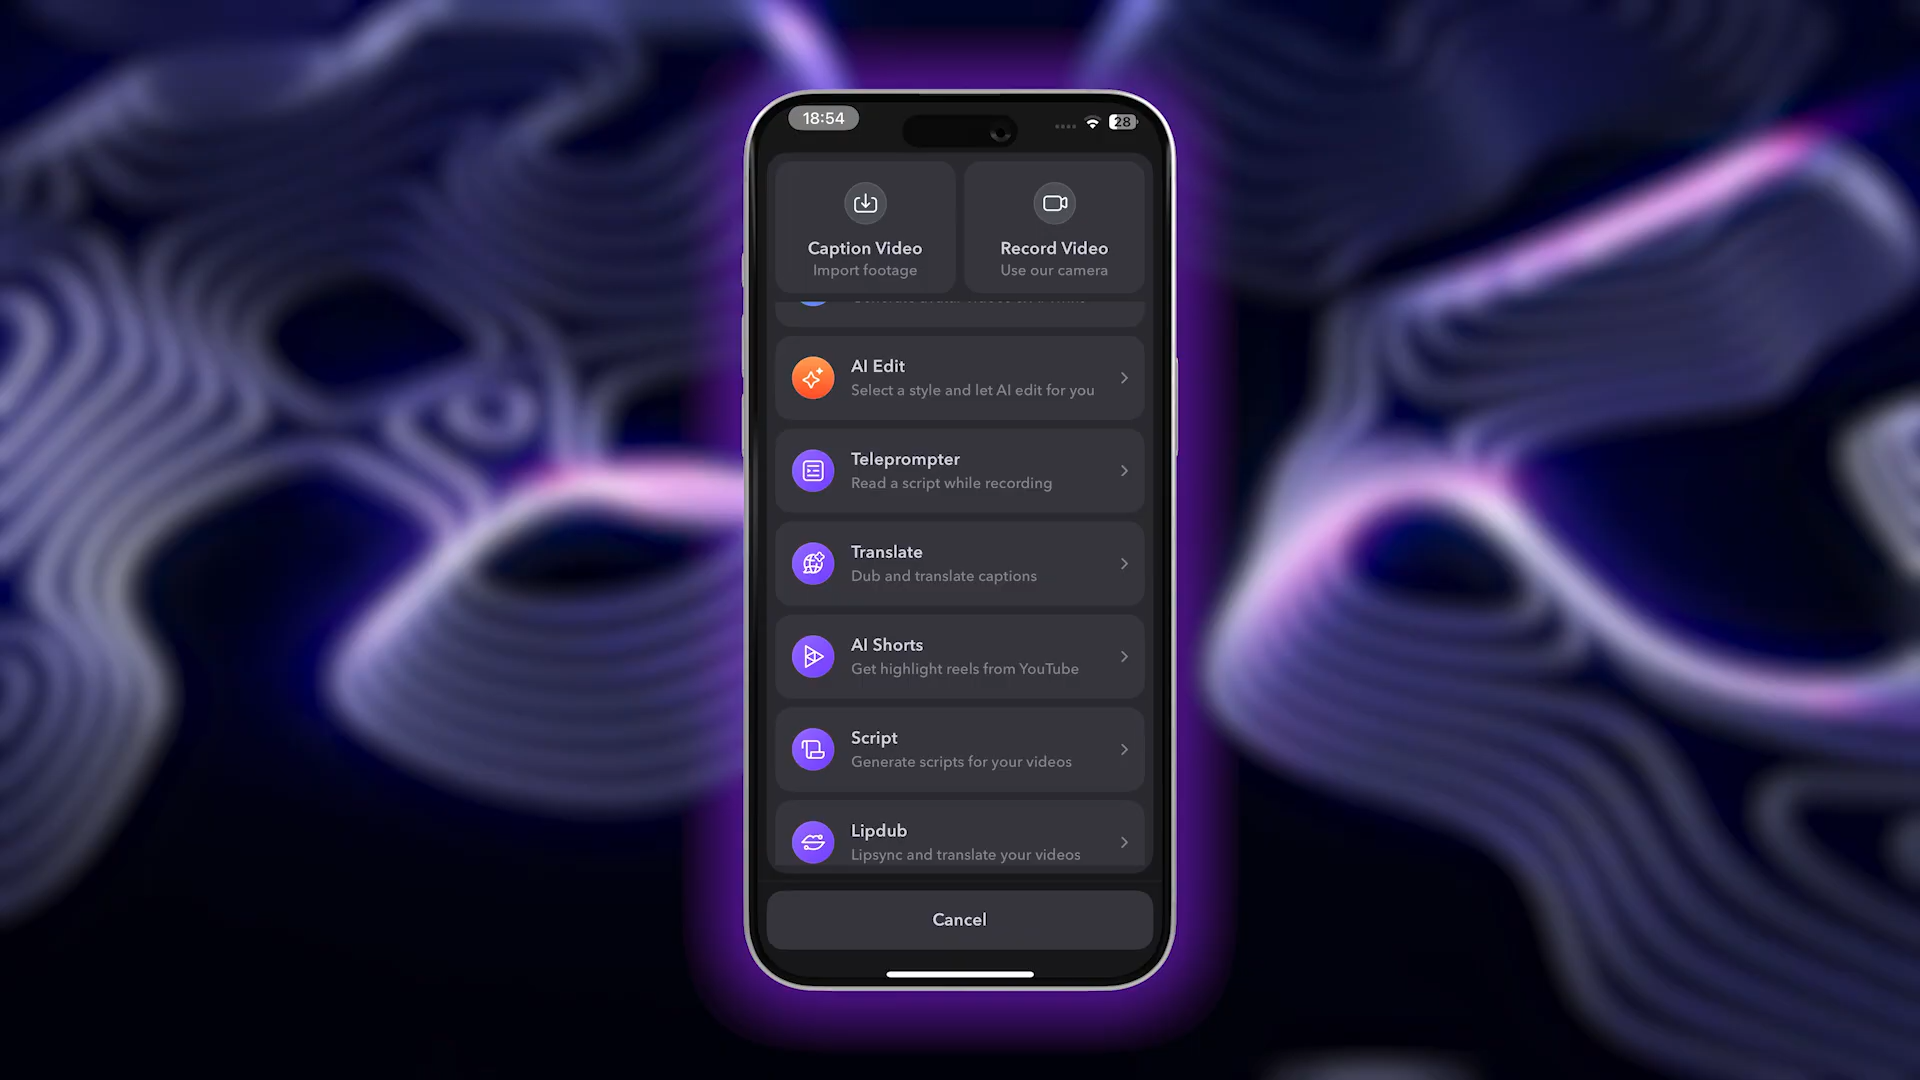 18:54
28
Caption Video
Import footage
Record Video
Use our camera
AI Edit
Select a style and let AI edit for you
Teleprompter
Read a script while recording
Translate
Dub and translate captions
AI Shorts
Get highlight reels from YouTube
Script
Generate scripts for your videos
Lipdub
Lipsync and translate your videos
Cancel